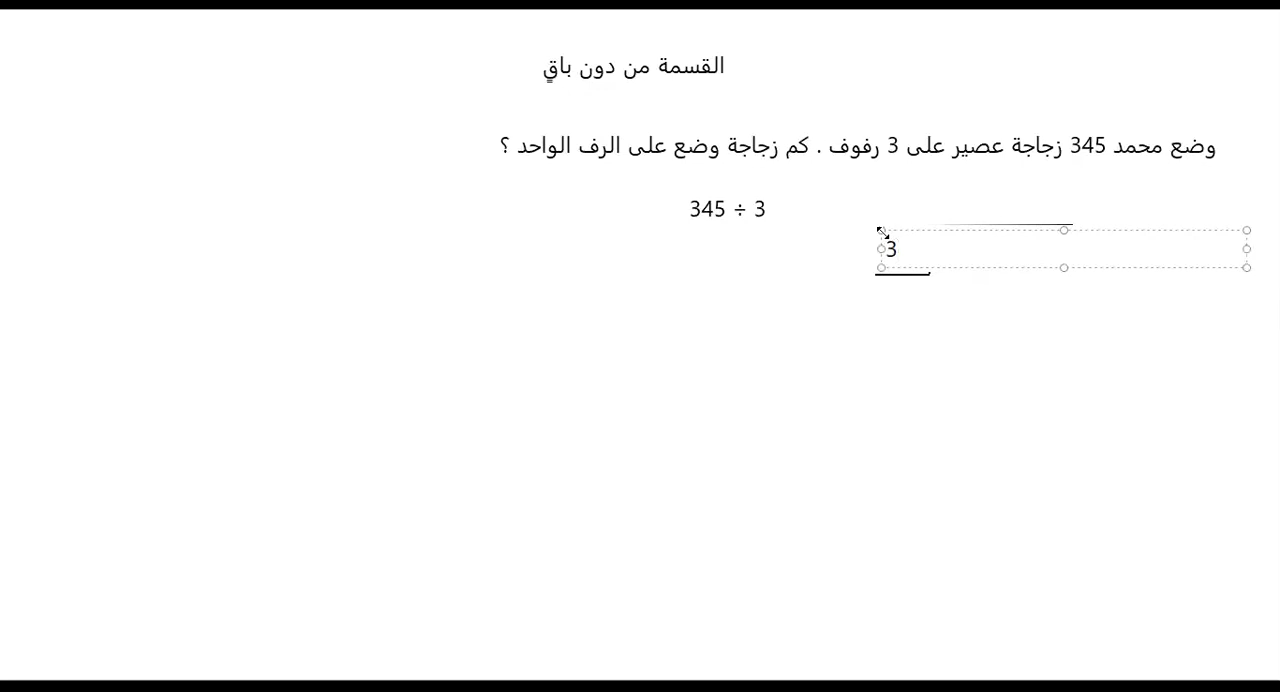 القسمة من دون باقٍ
وضع محمد 345 زجاجة عصير على 3 رفوف . كم زجاجة وضع على الرف الواحد ؟
345 ÷ 3
3